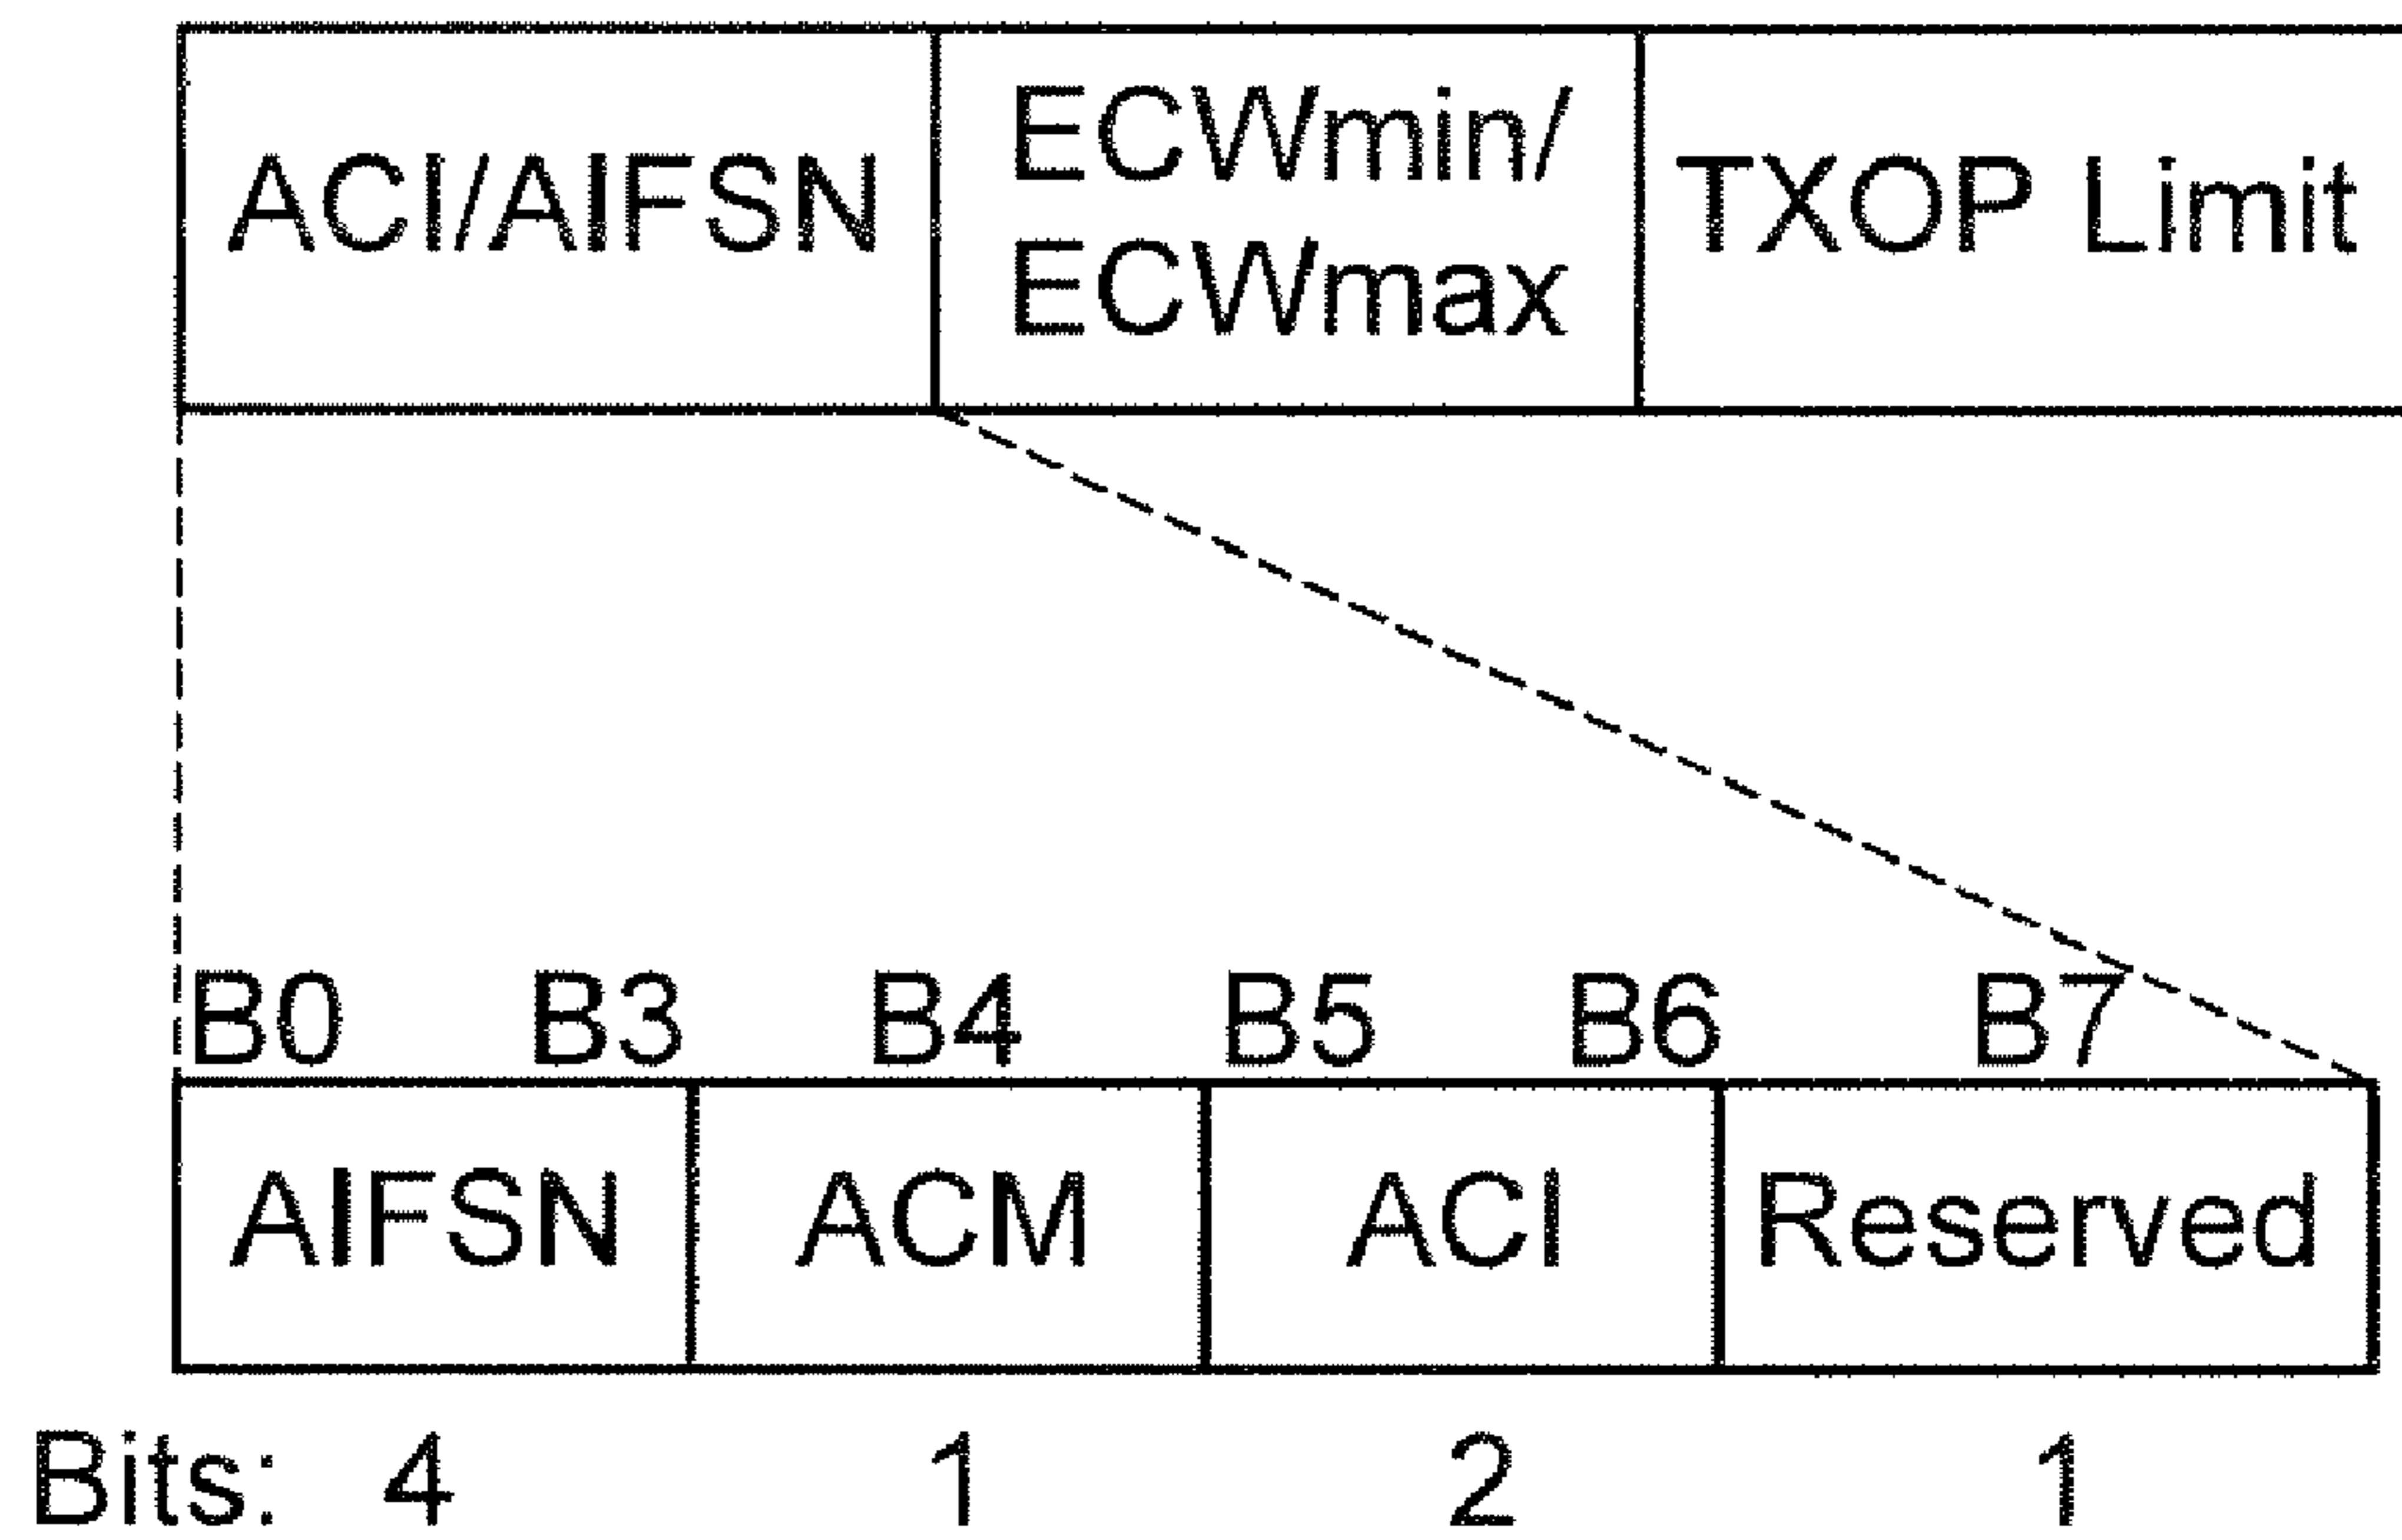 ACI/AIFSN
ECWmin/
ECWmax
TXOP Limit
B0 B3 B4 B5 B6 B7
AIFSN ACM ACI Reserved
Bits: 4 1 2 1